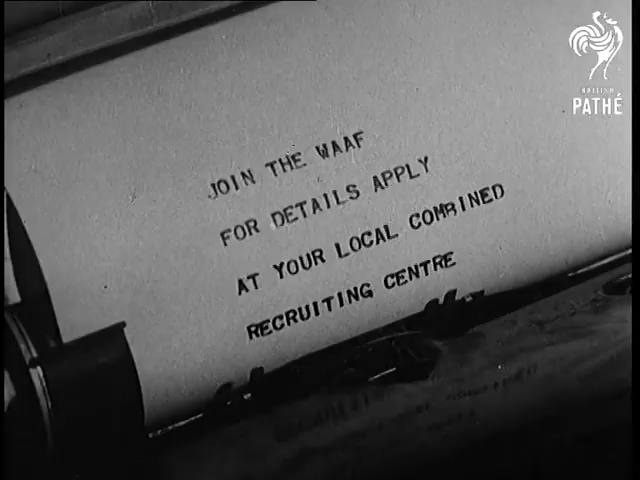 BRITISH
PATHÉ
JOIN THE WAAF
FOR DETAILS APPLY
AT YOUR LOCAL COMBINED
RECRUITING CENTRE